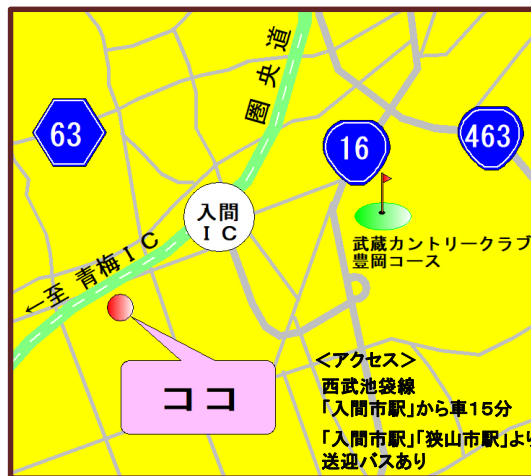 圏央道
63
16
463
入間
ＩＣ
武蔵カントリークラブ
豊岡コース
←至 青梅ＩＣ
ココ
＜アクセス＞
西武池袋線
「入間市駅」から車１５分
「入間市駅」「狭山市駅」より
送迎バスあり